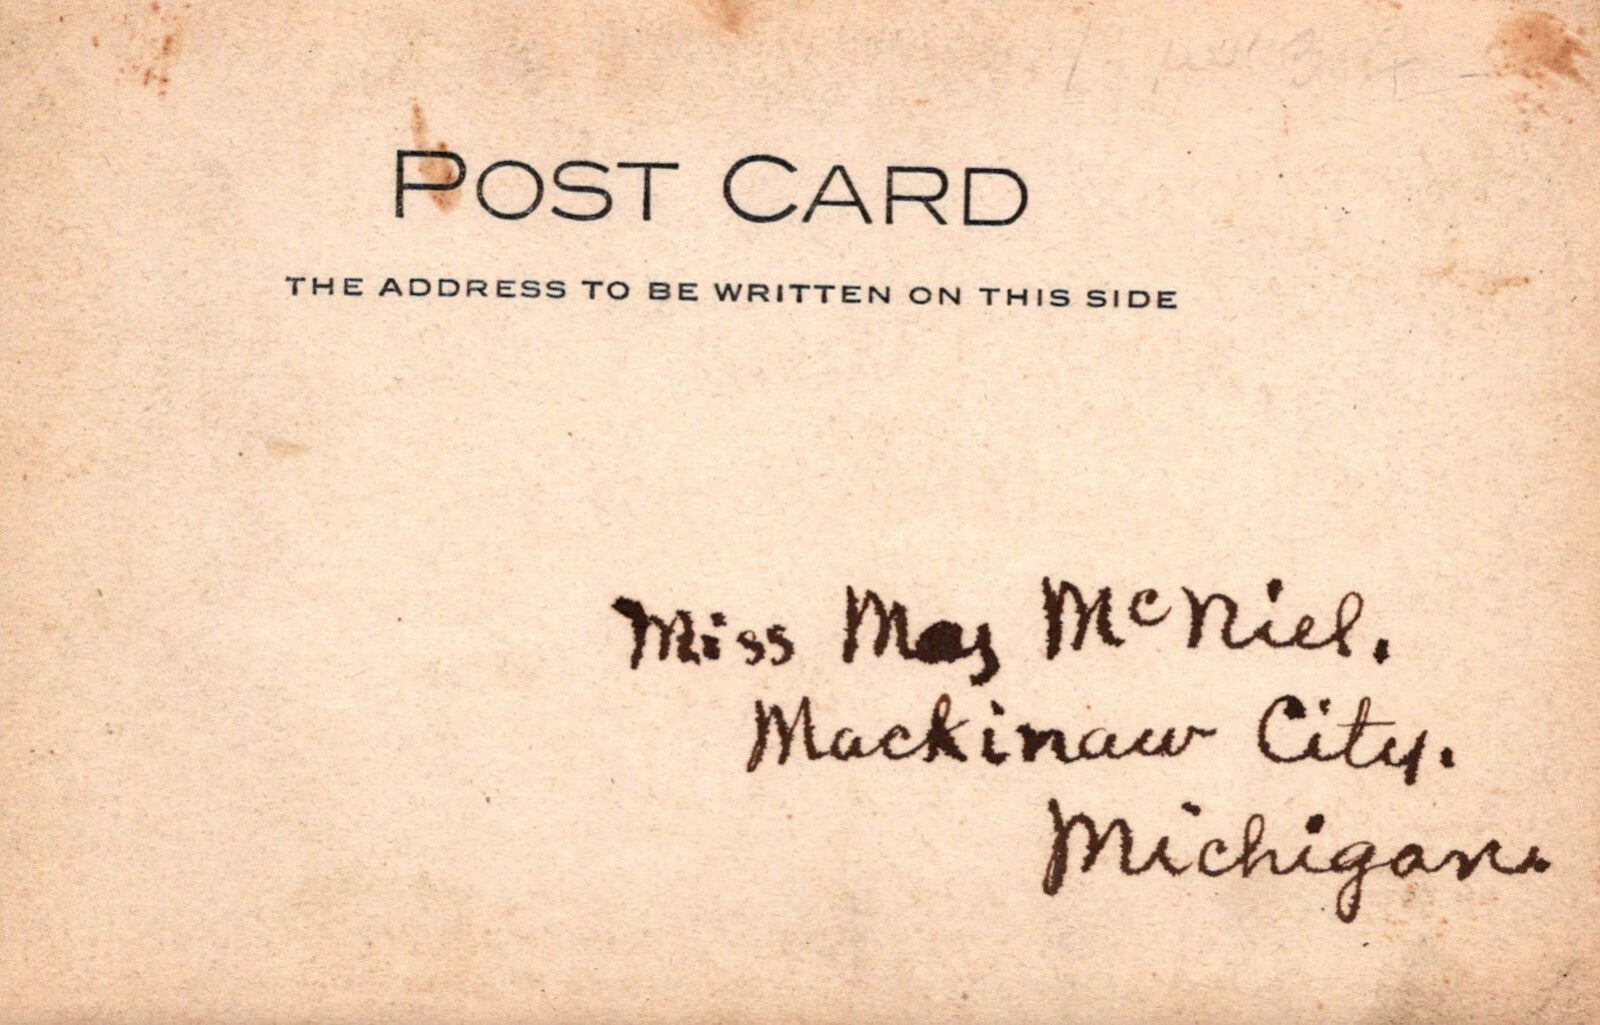 POST CARD
THE ADDRESS TO BE WRITTEN ON THIS SIDE
Miss May McNiel.
Mackinaw City.
Michigan.